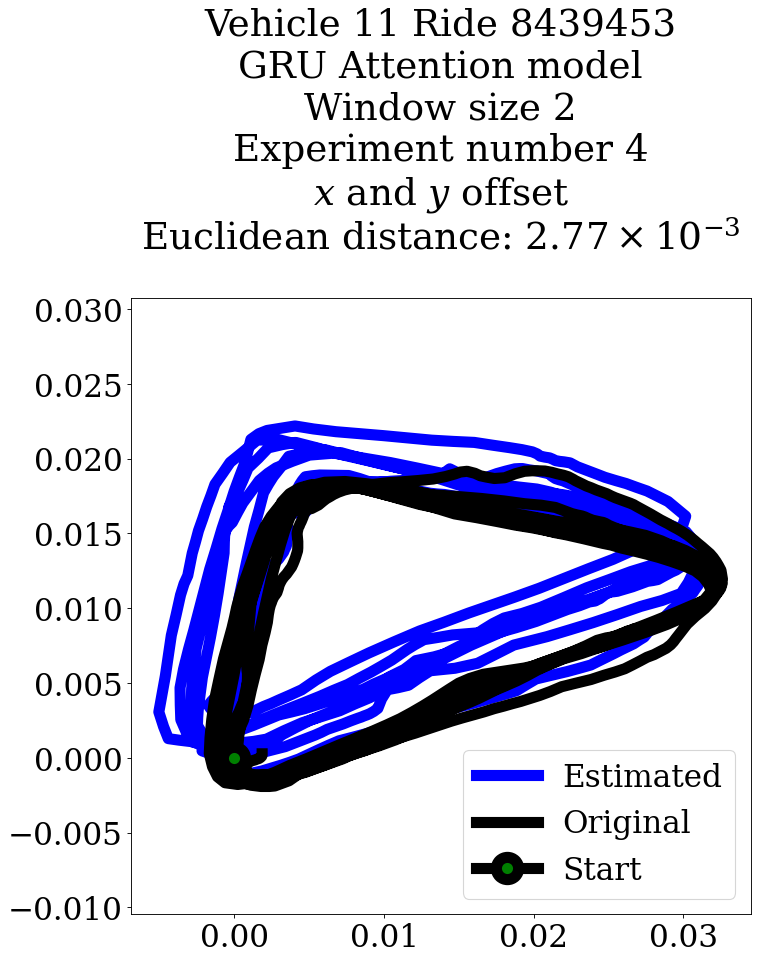 Vehicle 11 Ride 8439453
GRU Attention model
Window size 2
Experiment number 4
x and y offset
Euclidean distance: 2.77 × 10⁻³
0.030
0.025
0.020
0.015
0.010
0.005
0.000
−0.005
−0.010
0.00 0.01 0.02 0.03
Estimated
Original
Start